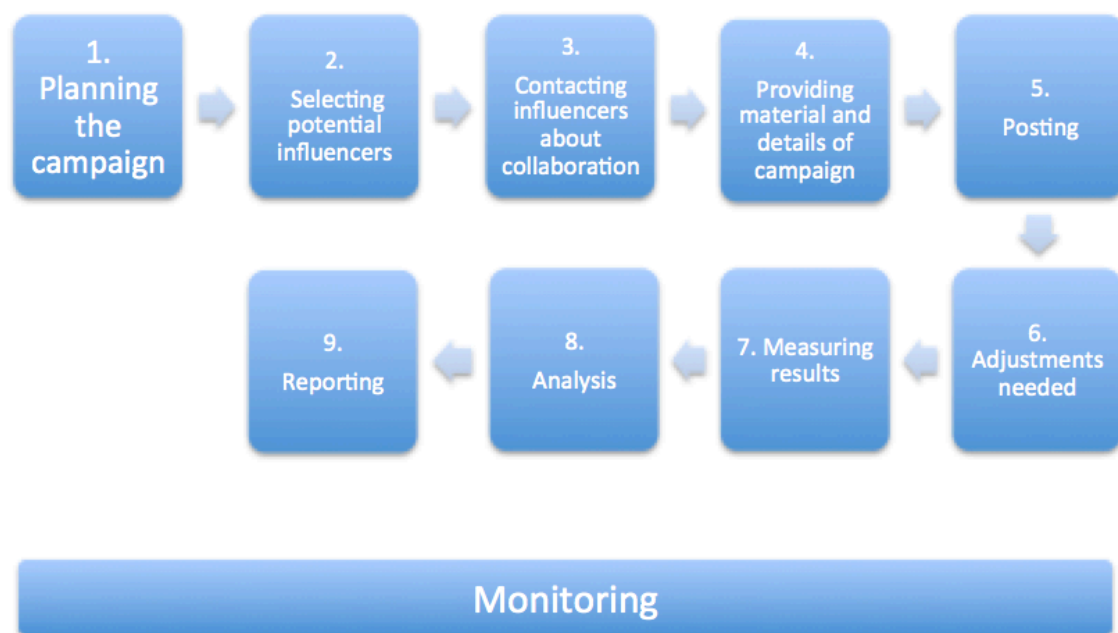 1.
Planning
the
campaign
2.
Selecting
potential
influencers
3.
Contacting
influencers
about
collaboration
4.
Providing
material and
details of
campaign
5.
Posting
6.
Adjustments
needed
7. Measuring
results
8.
Analysis
9.
Reporting
Monitoring